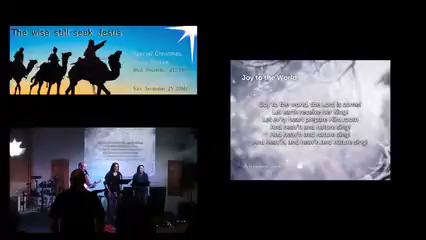 The wise still seek Jesus
Special Christmas
Joy to the World
Joy to the world, the Lord is come!
Let earth receive her King!
Let ev'ry heart prepare Him room
And heav'n and nature sing!
And heav'n and nature sing!
And heav'n, and heav'n and nature sing!